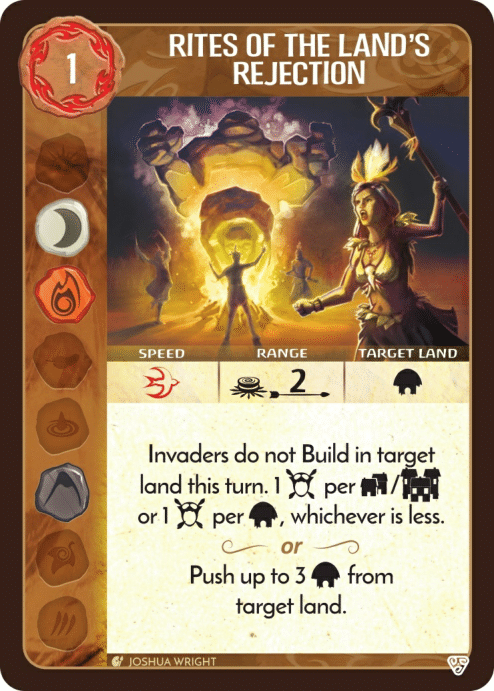 1
RITES OF THE LAND'S
REJECTION
SPEED RANGE TARGET LAND
2
Invaders do not Build in target
land this turn. 1 per /
or 1 per , whichever is less.
or
Push up to 3 from
target land.
JOSHUA WRIGHT